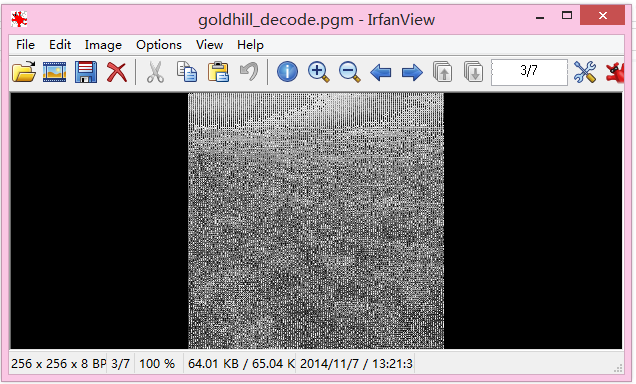 goldhill_decode.pgm - IrfanView
File Edit Image Options View Help
3/7
256 x 256 x 8 BP 3/7 100 % 64.01 KB / 65.04 K 2014/11/7 / 13:21:3